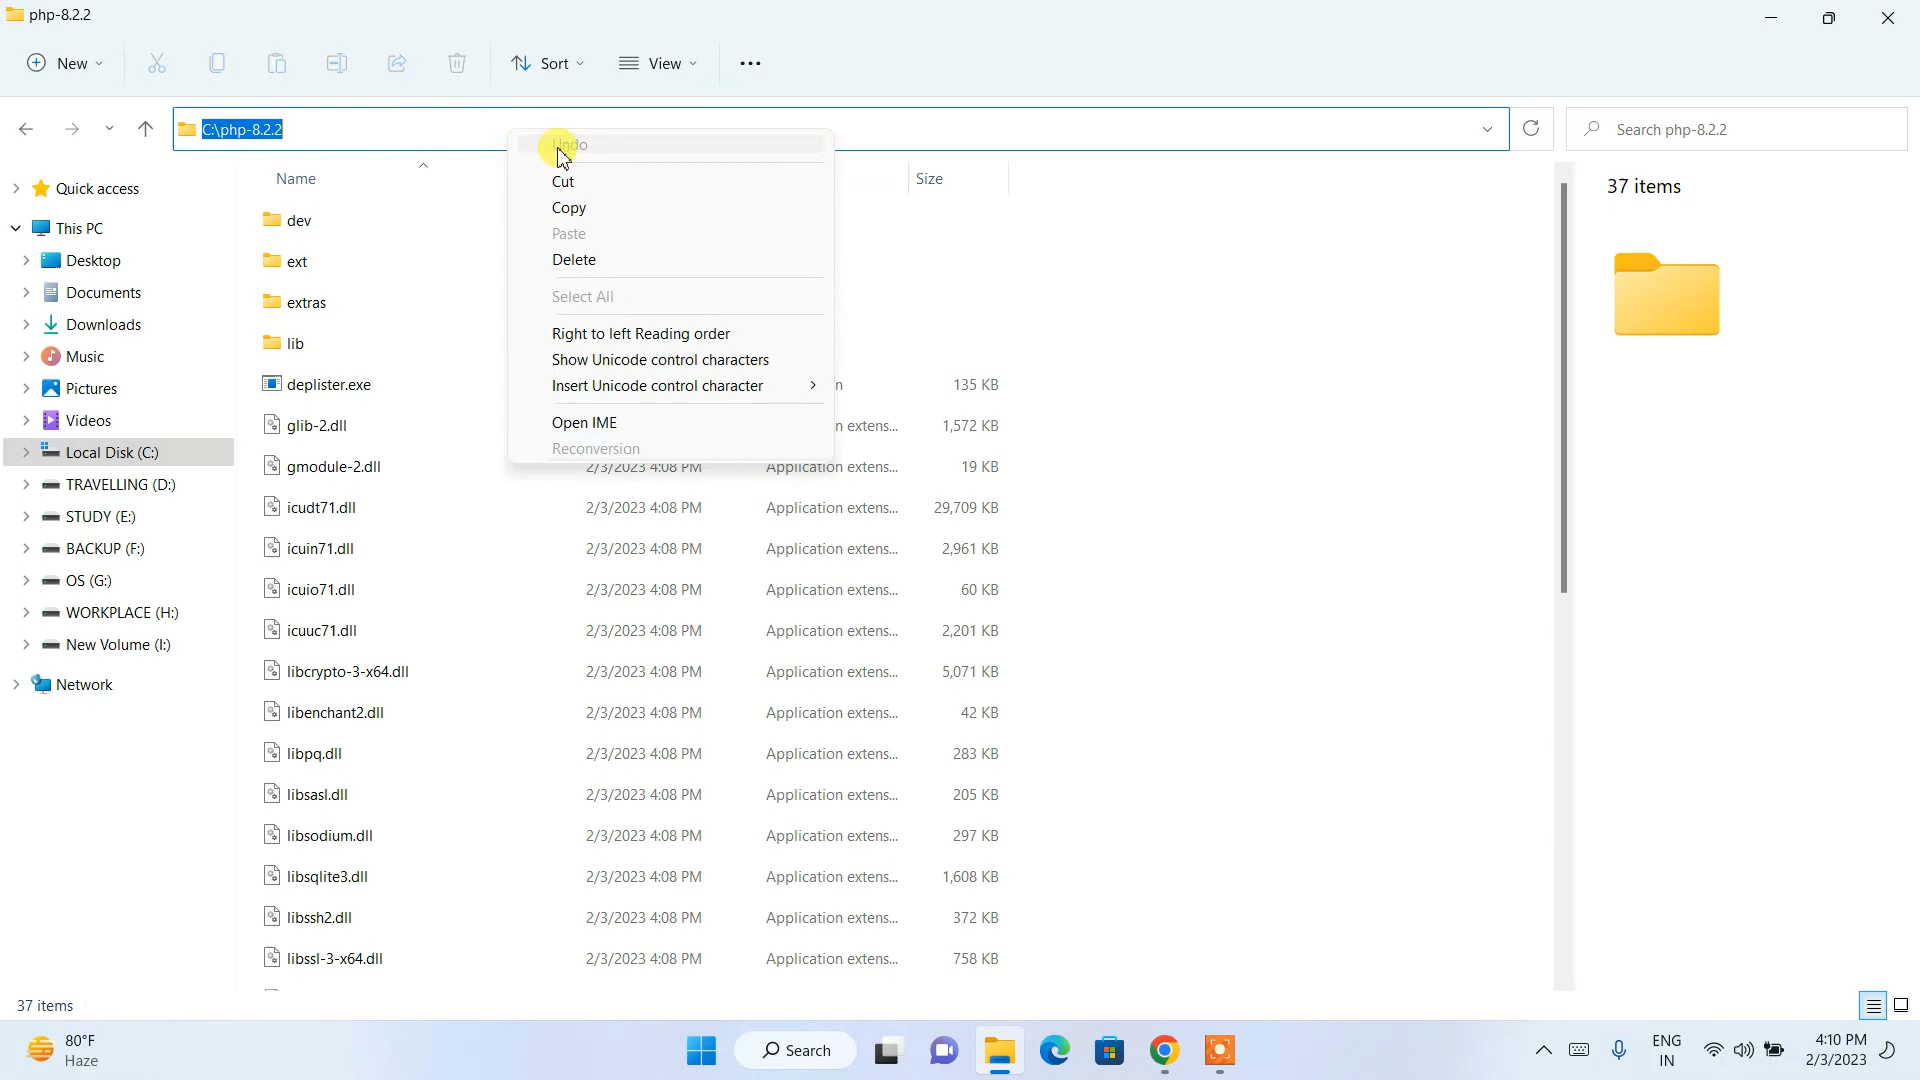 php-8.2.2
New
Sort
View
C:\php-8.2.2
Search php-8.2.2
Quick access
This PC
Desktop
Documents
Downloads
Music
Pictures
Videos
Local Disk (C:)
TRAVELLING (D:)
STUDY (E:)
BACKUP (F:)
OS (G:)
WORKPLACE (H:)
New Volume (I:)
Network
Name
Size
dev
ext
extras
lib
deplister.exe n 135 KB
glib-2.dll n extens... 1,572 KB
gmodule-2.dll 2/3/2023 4:08 PM Application extens... 19 KB
icudt71.dll 2/3/2023 4:08 PM Application extens... 29,709 KB
icuin71.dll 2/3/2023 4:08 PM Application extens... 2,961 KB
icuio71.dll 2/3/2023 4:08 PM Application extens... 60 KB
icuuc71.dll 2/3/2023 4:08 PM Application extens... 2,201 KB
libcrypto-3-x64.dll 2/3/2023 4:08 PM Application extens... 5,071 KB
libenchant2.dll 2/3/2023 4:08 PM Application extens... 42 KB
libpq.dll 2/3/2023 4:08 PM Application extens... 283 KB
libsasl.dll 2/3/2023 4:08 PM Application extens... 205 KB
libsodium.dll 2/3/2023 4:08 PM Application extens... 297 KB
libsqlite3.dll 2/3/2023 4:08 PM Application extens... 1,608 KB
libssh2.dll 2/3/2023 4:08 PM Application extens... 372 KB
libssl-3-x64.dll 2/3/2023 4:08 PM Application extens... 758 KB
Undo
Cut
Copy
Paste
Delete
Select All
Right to left Reading order
Show Unicode control characters
Insert Unicode control character
Open IME
Reconversion
37 items
37 items
80°F
Haze
Search
ENG
IN
4:10 PM
2/3/2023